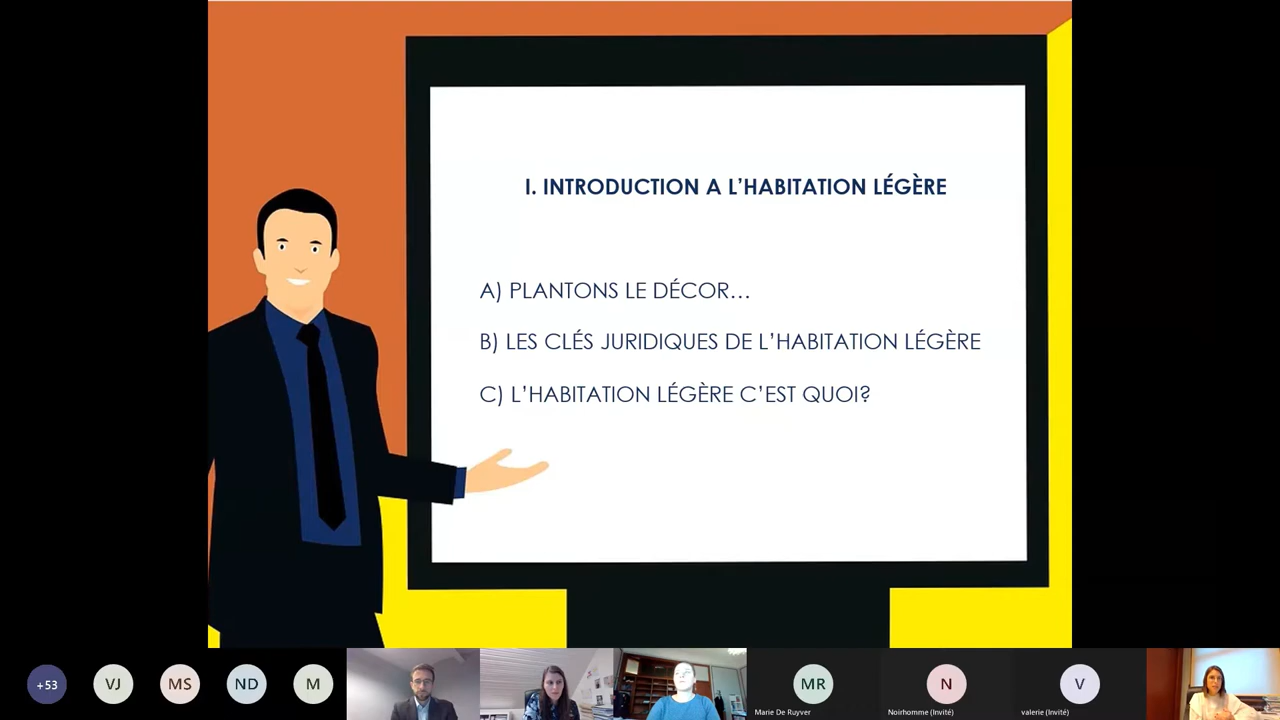 I. INTRODUCTION A L’HABITATION LÉGÈRE
A) PLANTONS LE DÉCOR…
B) LES CLÉS JURIDIQUES DE L’HABITATION LÉGÈRE
C) L’HABITATION LÉGÈRE C’EST QUOI?
+53
VJ
MS
ND
M
MR
N
V
Marie De Ruyver
Noirhomme (Invité)
valerie (Invité)